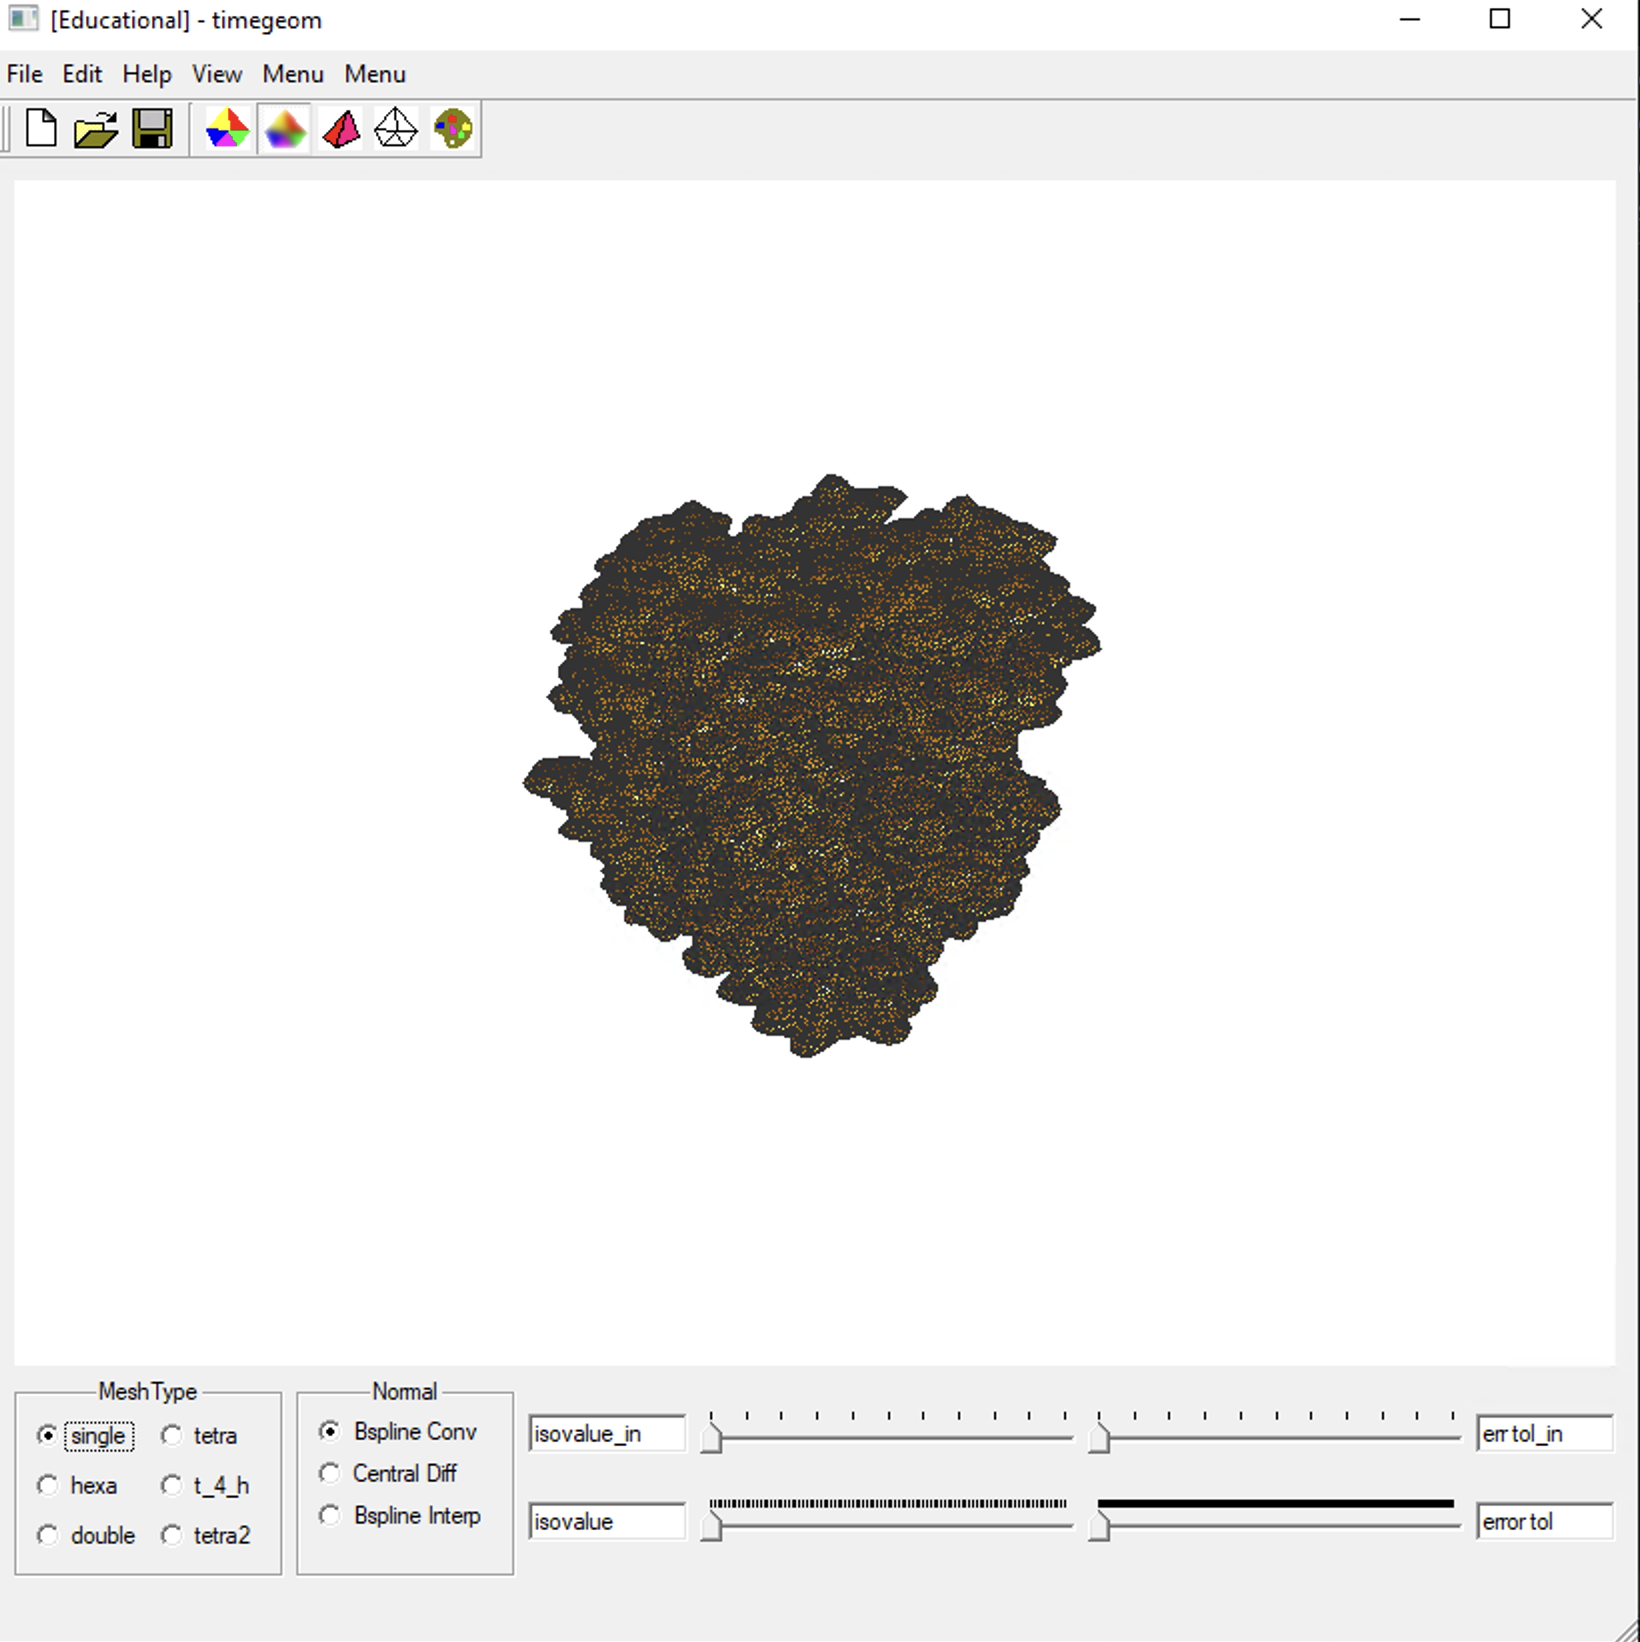 [Educational] - timegeom
File Edit Help View Menu Menu
MeshType
single tetra
hexa t_4_h
double tetra2
Normal
Bspline Conv
Central Diff
Bspline Interp
isovalue_in
err tol_in
isovalue
error tol